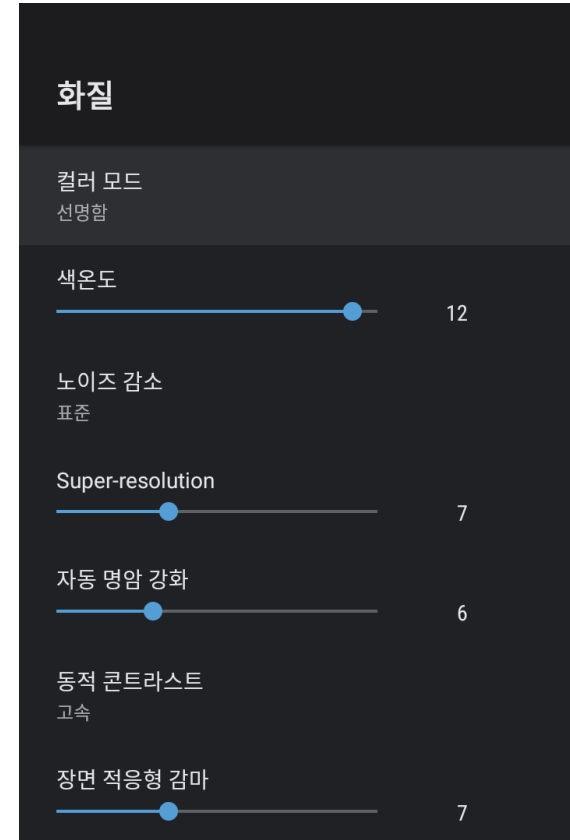 화질
컬러 모드
선명함
색온도
12
노이즈 감소
표준
Super-resolution
7
자동 명암 강화
6
동적 콘트라스트
고속
장면 적응형 감마
7